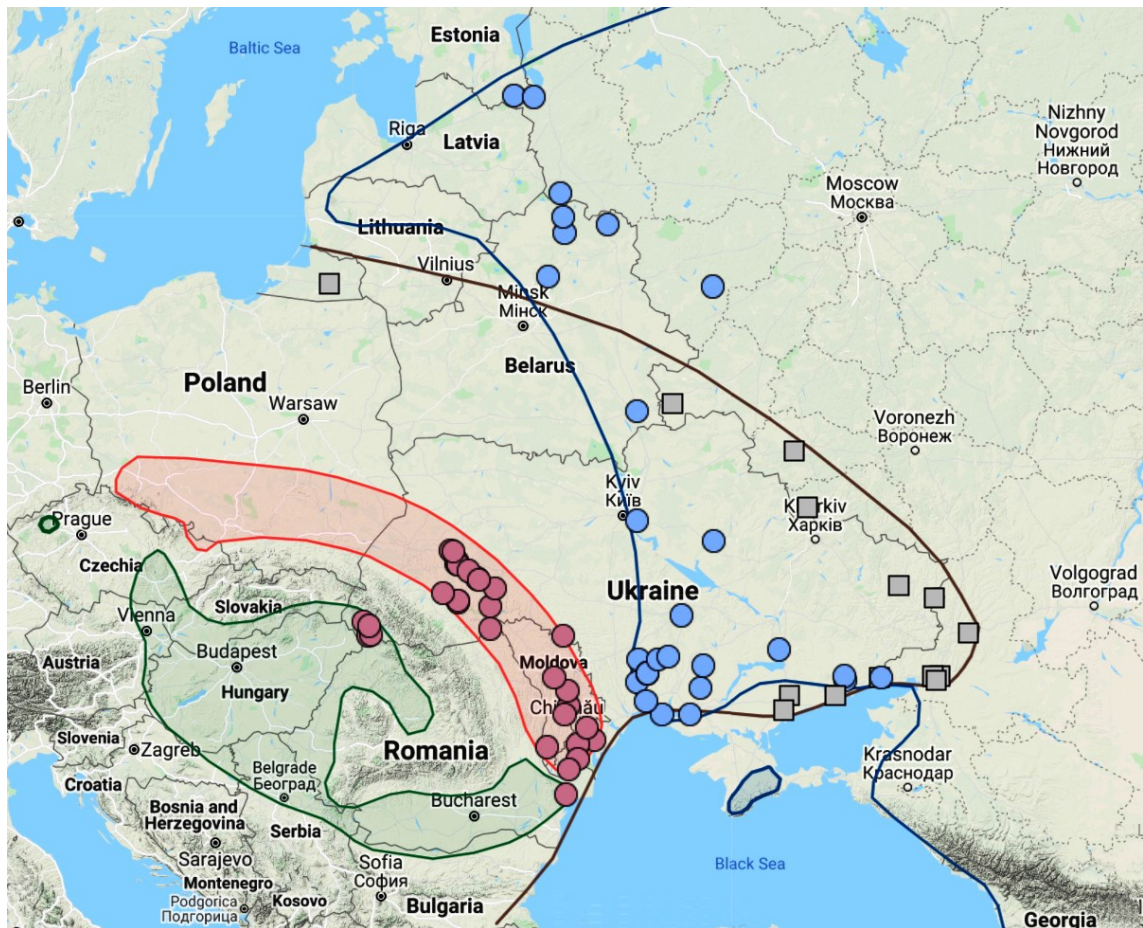 Estonia
Baltic Sea
Riga
Latvia
Nizhny
Novgorod
Нижний
Новгород
Moscow
Москва
Lithuania
Vilnius
Minsk
Мінск
Belarus
Berlin
Poland
Warsaw
Voronezh
Воронеж
Kyiv
Київ
Харків
Prague
Czechia
Ukraine
Volgograd
Волгоград
Slovakia
Vienna
Budapest
Austria
Moldova
Hungary
Slovenia
Zagreb
Romania
Krasnodar
Краснодар
Belgrade
Београд
Croatia
Bucharest
Bosnia and
Herzegovina
Serbia
Sarajevo
Sofia
София
Black Sea
Montenegro
Kosovo
Podgorica
Подгорица
Bulgaria
Georgia